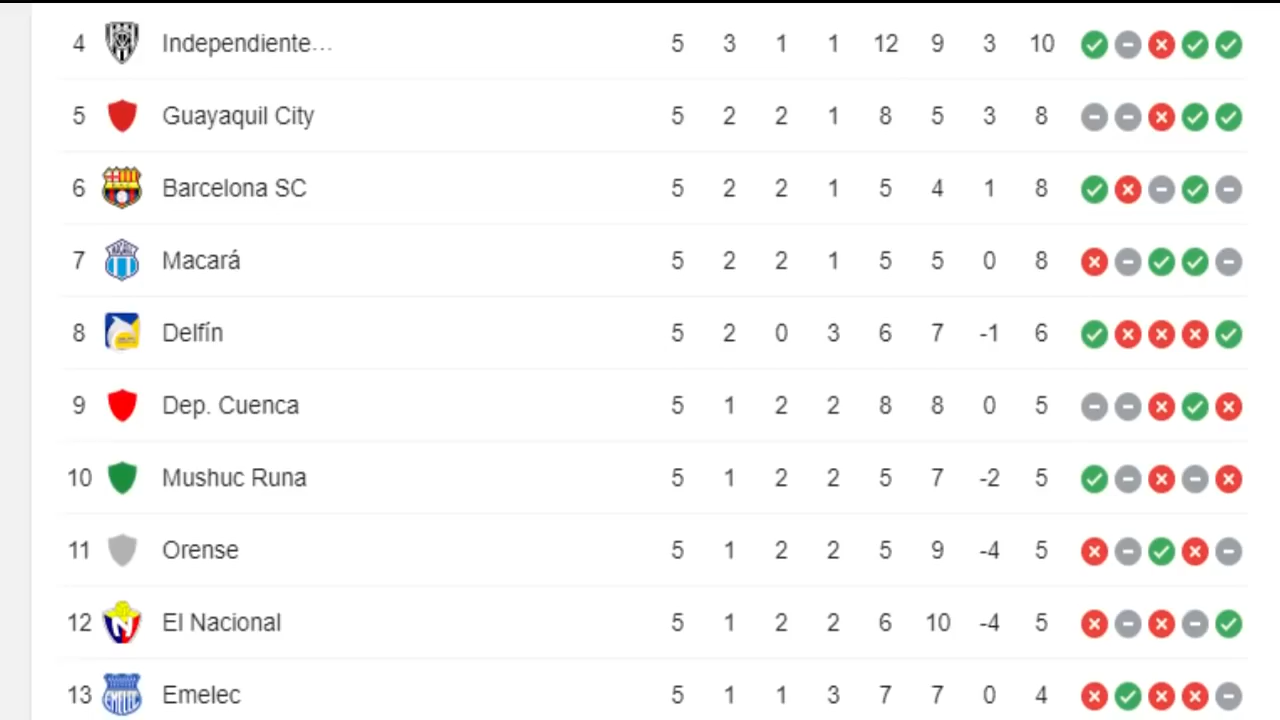 4 Independiente... 5 3 1 1 12 9 3 10
5 Guayaquil City 5 2 2 1 8 5 3 8
6 Barcelona SC 5 2 2 1 5 4 1 8
7 Macará 5 2 2 1 5 5 0 8
8 Delfín 5 2 0 3 6 7 -1 6
9 Dep. Cuenca 5 1 2 2 8 8 0 5
10 Mushuc Runa 5 1 2 2 5 7 -2 5
11 Orense 5 1 2 2 5 9 -4 5
12 El Nacional 5 1 2 2 6 10 -4 5
13 Emelec 5 1 1 3 7 7 0 4